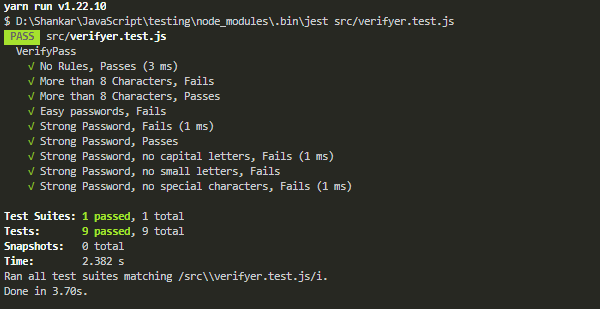 yarn run v1.22.10
$ D:\Shankar\JavaScript\testing\node_modules\.bin\jest src/verifyer.test.js
PASS src/verifyer.test.js
VerifyPass
√ No Rules, Passes (3 ms)
√ More than 8 Characters, Fails
√ More than 8 Characters, Passes
√ Easy passwords, Fails
√ Strong Password, Fails (1 ms)
√ Strong Password, Passes
√ Strong Password, no capital letters, Fails (1 ms)
√ Strong Password, no small letters, Fails
√ Strong Password, no special characters, Fails (1 ms)
Test Suites: 1 passed, 1 total
Tests: 9 passed, 9 total
Snapshots: 0 total
Time: 2.382 s
Ran all test suites matching /src\\verifyer.test.js/i.
Done in 3.70s.